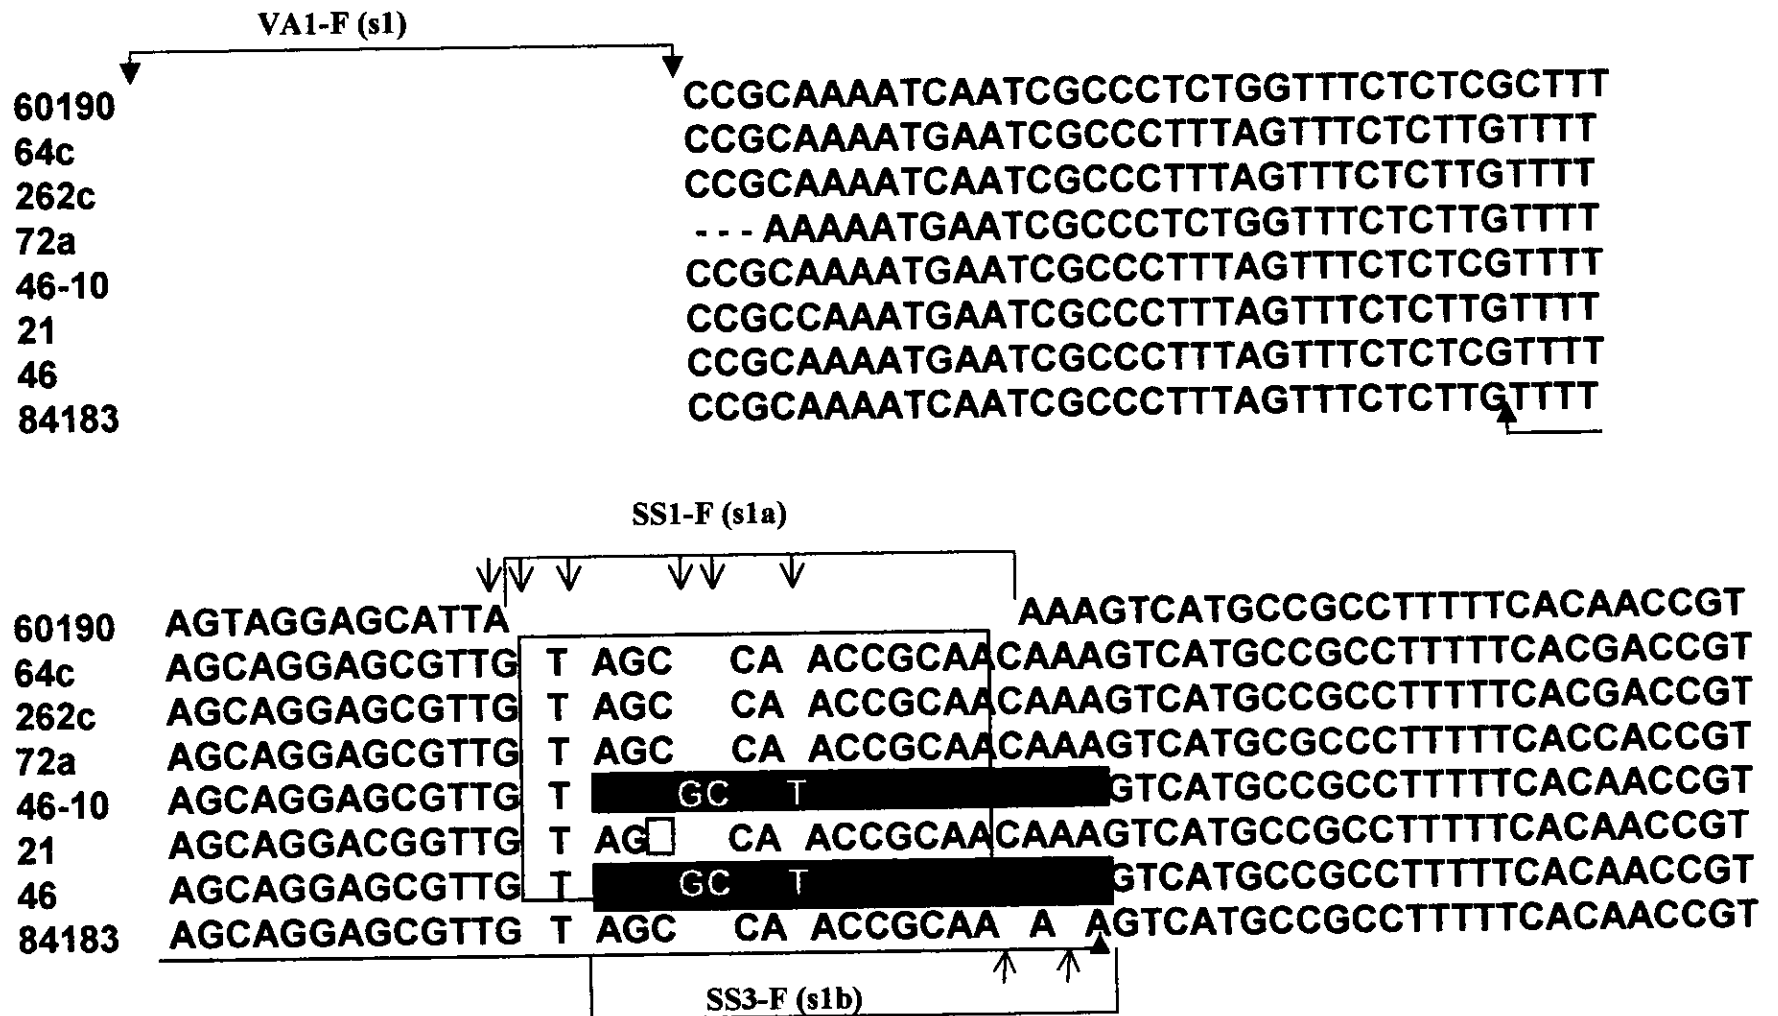 VA1-F (s1)
60190 CCGCAAAATCAATCGCCCTCTGGTTTCTCTCGCTTT
64c CCGCAAAATGAATCGCCCTTTAGTTTCTCTTGTTTT
262c CCGCAAAATCAATCGCCCTTTAGTTTCTCTTGTTTT
72a - - - AAAAATGAATCGCCCTCTGGTTTCTCTTGTTTT
46-10 CCGCAAAATGAATCGCCCTTTAGTTTCTCTCGTTTT
21 CCGCCAAATGAATCGCCCTTTAGTTTCTCTTGTTTT
46 CCGCAAAATGAATCGCCCTTTAGTTTCTCTCGTTTT
84183 CCGCAAAATCAATCGCCCTTTAGTTTCTCTTGTTTT
SS1-F (s1a)
60190 AGTAGGAGCATTA AAAGTCATGCCGCCTTTTTCACAACCGT
64c AGCAGGAGCGTTG T AGC CA ACCGCAACAAAGTCATGCCGCCTTTTTCACGACCGT
262c AGCAGGAGCGTTG T AGC CA ACCGCAACAAAGTCATGCCGCCTTTTTCACGACCGT
72a AGCAGGAGCGTTG T AGC CA ACCGCAACAAAGTCATGCGCCCTTTTTCACCACCGT
46-10 AGCAGGAGCGTTG T GC T GTCATGCCGCCTTTTTCACAACCGT
21 AGCAGGACGGTTG T AG CA ACCGCAACAAAGTCATGCCGCCTTTTTCACAACCGT
46 AGCAGGAGCGTTG T GC T GTCATGCCGCCTTTTTCACAACCGT
84183 AGCAGGAGCGTTG T AGC CA ACCGCAA A AGTCATGCCGCCTTTTTCACAACCGT
SS3-F (s1b)